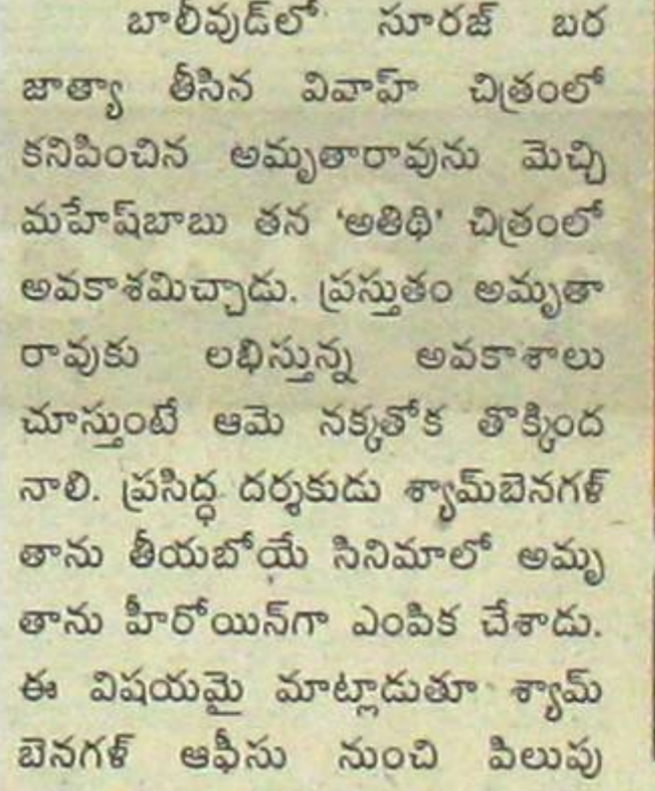 బాలీవుడ్‌లో సూరజ్ బర
జాత్యా తీసిన వివాహ్ చిత్రంలో
కనిపించిన అమృతారావును మెచ్చి
మహేష్‌బాబు తన ‘అతిథి’ చిత్రంలో
అవకాశమిచ్చాడు. ప్రస్తుతం అమృతా
రావుకు లభిస్తున్న అవకాశాలు
చూస్తుంటే ఆమె నక్కతోక తొక్కింద
నాలి. ప్రసిద్ధ దర్శకుడు శ్యామ్‌బెనగళ్
తాను తీయబోయే సినిమాలో అమృ
తాను హీరోయిన్‌గా ఎంపిక చేశాడు.
ఈ విషయమై మాట్లాడుతూ శ్యామ్
బెనగళ్ ఆఫీసు నుంచి పిలుపు